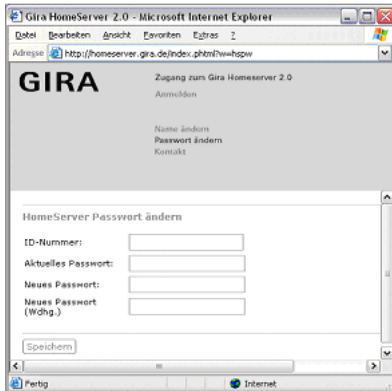 Gira HomeServer 2.0 - Microsoft Internet Explorer
Datei Bearbeiten Ansicht Favoriten Extras ?
Adresse http://homeserver.gira.de/index.phtml?w=hspw
GIRA
Zugang zum Gira Homeserver 2.0
Anmelden
Name ändern
Passwort ändern
Kontakt
HomeServer Passwort ändern
ID-Nummer:
Aktuelles Passwort:
Neues Passwort:
Neues Passwort
(Wdhg.)
Speichern
Fertig
Internet